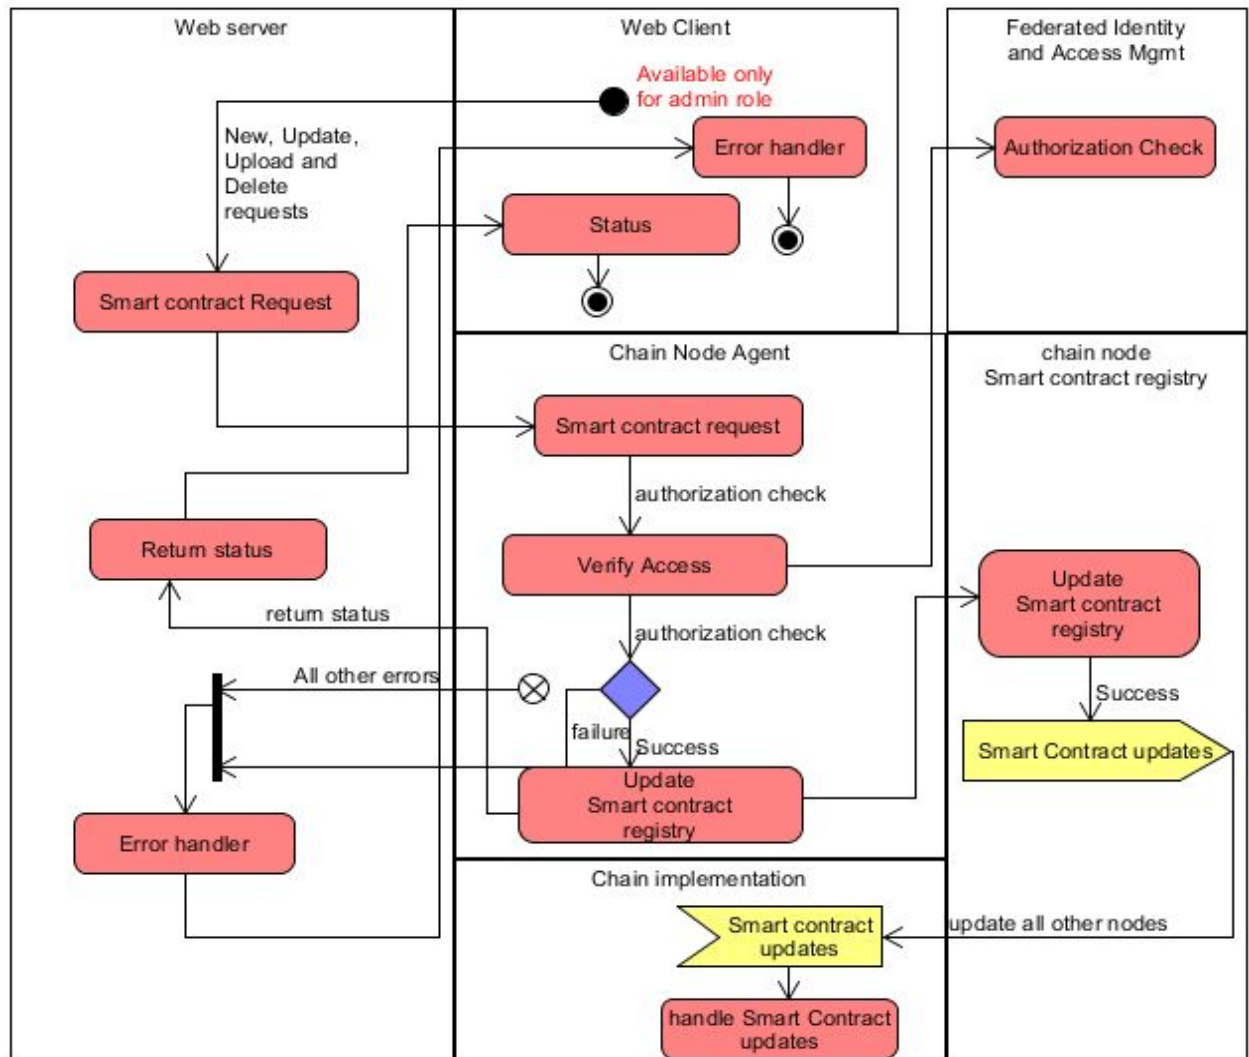 Web server
Web Client
Federated Identity
and Access Mgmt
Available only
for admin role
New, Update,
Upload and
Delete
requests
Error handler
Authorization Check
Status
Smart contract Request
Chain Node Agent
chain node
Smart contract registry
Smart contract request
authorization check
Return status
Verify Access
Update
Smart contract
registry
return status
authorization check
All other errors
Success
failure
Success
Smart Contract updates
Update
Smart contract
registry
Error handler
Chain implementation
Smart contract
updates
update all other nodes
handle Smart Contract
updates